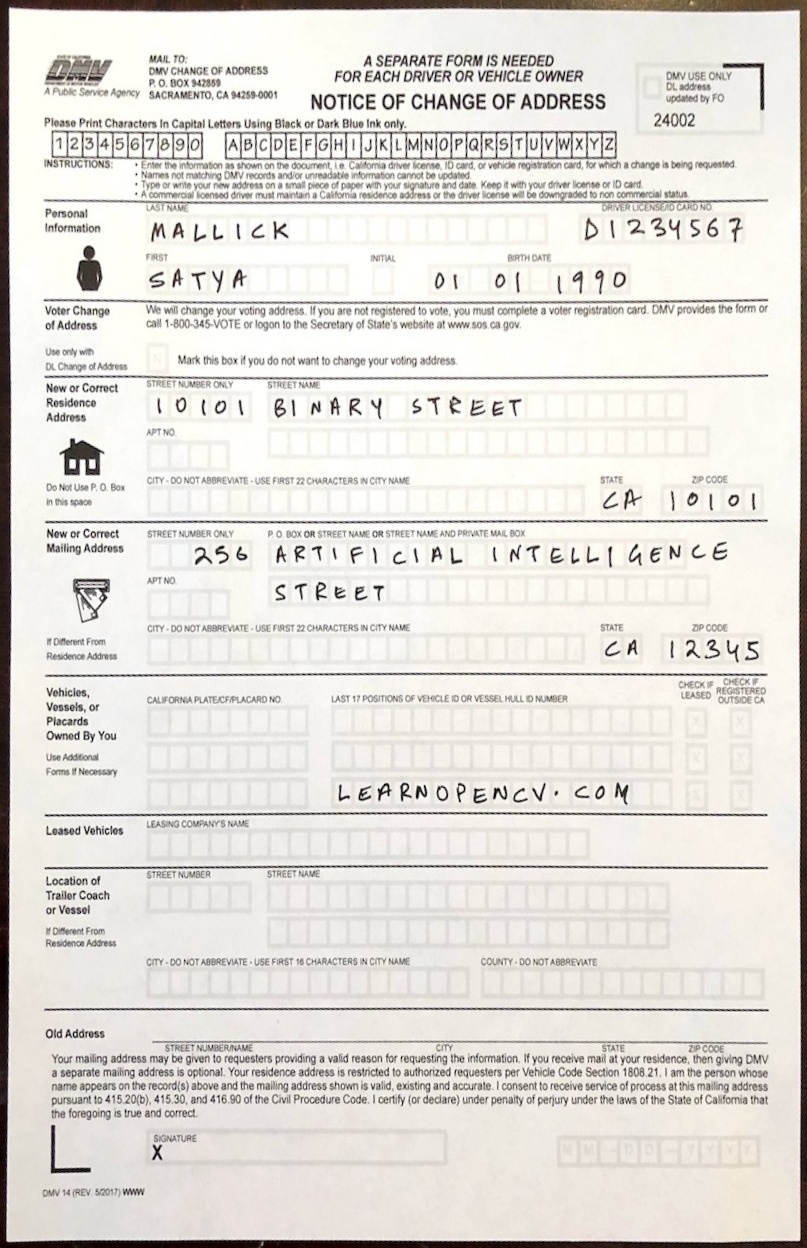 STATE OF CALIFORNIA
DMV
A Public Service Agency
MAIL TO:
DMV CHANGE OF ADDRESS
P. O. BOX 942859
SACRAMENTO, CA 94259-0001
A SEPARATE FORM IS NEEDED
FOR EACH DRIVER OR VEHICLE OWNER
NOTICE OF CHANGE OF ADDRESS
DMV USE ONLY
DL address
updated by FO
24002
Please Print Characters In Capital Letters Using Black or Dark Blue Ink only.
1 2 3 4 5 6 7 8 9 0 A B C D E F G H I J K L M N O P Q R S T U V W X Y Z
INSTRUCTIONS: • Enter the information as shown on the document, i.e. California driver license, ID card, or vehicle registration card, for which a change is being requested.
• Names not matching DMV records and/or unreadable information cannot be updated.
• Type or write your new address on a small piece of paper with your signature and date. Keep it with your driver license or ID card.
• A commercial licensed driver must maintain a California residence address or the driver license will be downgraded to non commercial status.
Personal
Information
LAST NAME DRIVER LICENSE/ID CARD NO.
MALLICK D1234567
FIRST INITIAL BIRTH DATE
SATYA 01 01 1990
Voter Change
of Address
We will change your voting address. If you are not registered to vote, you must complete a voter registration card. DMV provides the form or
call 1-800-345-VOTE or logon to the Secretary of State's website at www.sos.ca.gov.
Use only with
DL Change of Address
Mark this box if you do not want to change your voting address.
New or Correct
Residence
Address
STREET NUMBER ONLY STREET NAME
10101 BINARY STREET
APT NO.
Do Not Use P. O. Box
in this space
CITY - DO NOT ABBREVIATE - USE FIRST 22 CHARACTERS IN CITY NAME STATE ZIP CODE
CA 10101
New or Correct
Mailing Address
STREET NUMBER ONLY P. O. BOX OR STREET NAME OR STREET NAME AND PRIVATE MAIL BOX
256 ARTIFICIAL INTELLIGENCE
APT NO.
STREET
If Different From
Residence Address
CITY - DO NOT ABBREVIATE - USE FIRST 22 CHARACTERS IN CITY NAME STATE ZIP CODE
CA 12345
Vehicles,
Vessels, or
Placards
Owned By You
Use Additional
Forms If Necessary
CALIFORNIA PLATE/CF/PLACARD NO. LAST 17 POSITIONS OF VEHICLE ID OR VESSEL HULL ID NUMBER
CHECK IF
LEASED
CHECK IF
REGISTERED
OUTSIDE CA
LEARNOPENCV.COM
Leased Vehicles
LEASING COMPANY'S NAME
Location of
Trailer Coach
or Vessel
If Different From
Residence Address
STREET NUMBER STREET NAME
CITY - DO NOT ABBREVIATE - USE FIRST 16 CHARACTERS IN CITY NAME COUNTY - DO NOT ABBREVIATE
Old Address
STREET NUMBER/NAME CITY STATE ZIP CODE
Your mailing address may be given to requesters providing a valid reason for requesting the information. If you receive mail at your residence, then giving DMV
a separate mailing address is optional. Your residence address is restricted to authorized requesters per Vehicle Code Section 1808.21. I am the person whose
name appears on the record(s) above and the mailing address shown is valid, existing and accurate. I consent to receive service of process at this mailing address
pursuant to 415.20(b), 415.30, and 416.90 of the Civil Procedure Code. I certify (or declare) under penalty of perjury under the laws of the State of California that
the foregoing is true and correct.
SIGNATURE
X
M M - D D - Y Y Y Y
DMV 14 (REV. 5/2017) WWW